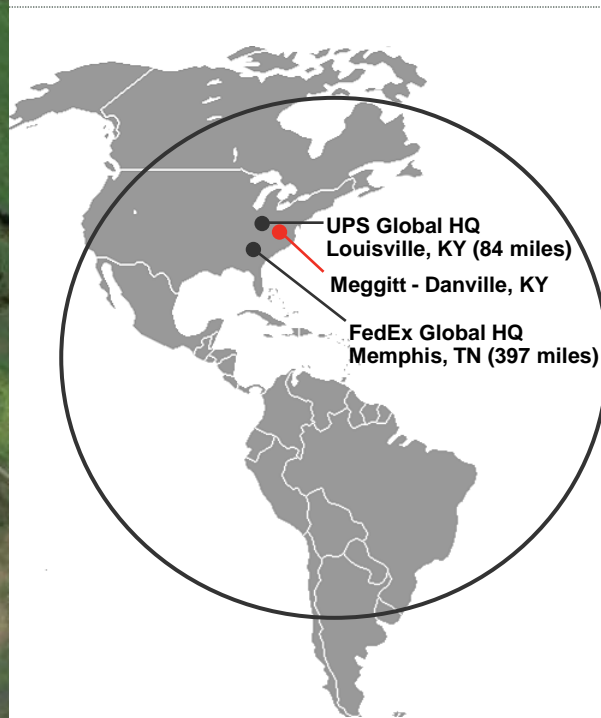 UPS Global HQ
Louisville, KY (84 miles)
Meggitt - Danville, KY
FedEx Global HQ
Memphis, TN (397 miles)